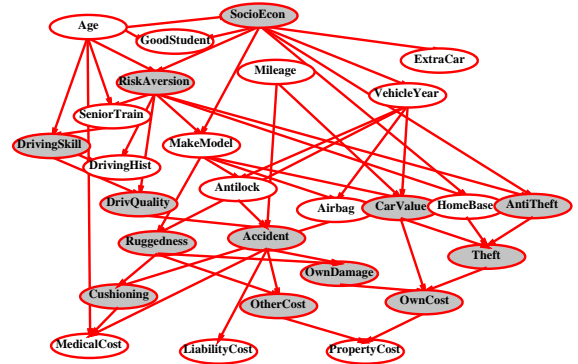 SocioEcon
Age
GoodStudent
ExtraCar
Mileage
RiskAversion
VehicleYear
SeniorTrain
DrivingSkill
MakeModel
DrivingHist
Antilock
DrivQuality
Airbag
CarValue
HomeBase
AntiTheft
Ruggedness
Accident
Theft
OwnDamage
Cushioning
OtherCost
OwnCost
MedicalCost
LiabilityCost
PropertyCost